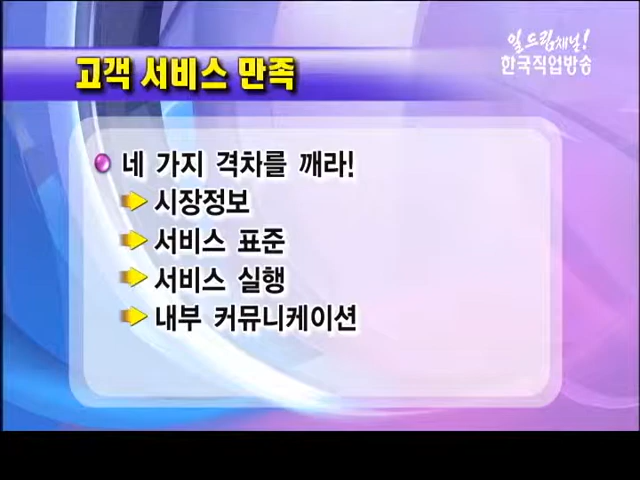 일 드림채널!
한국직업방송
고객 서비스 만족
네 가지 격차를 깨라!
시장정보
서비스 표준
서비스 실행
내부 커뮤니케이션